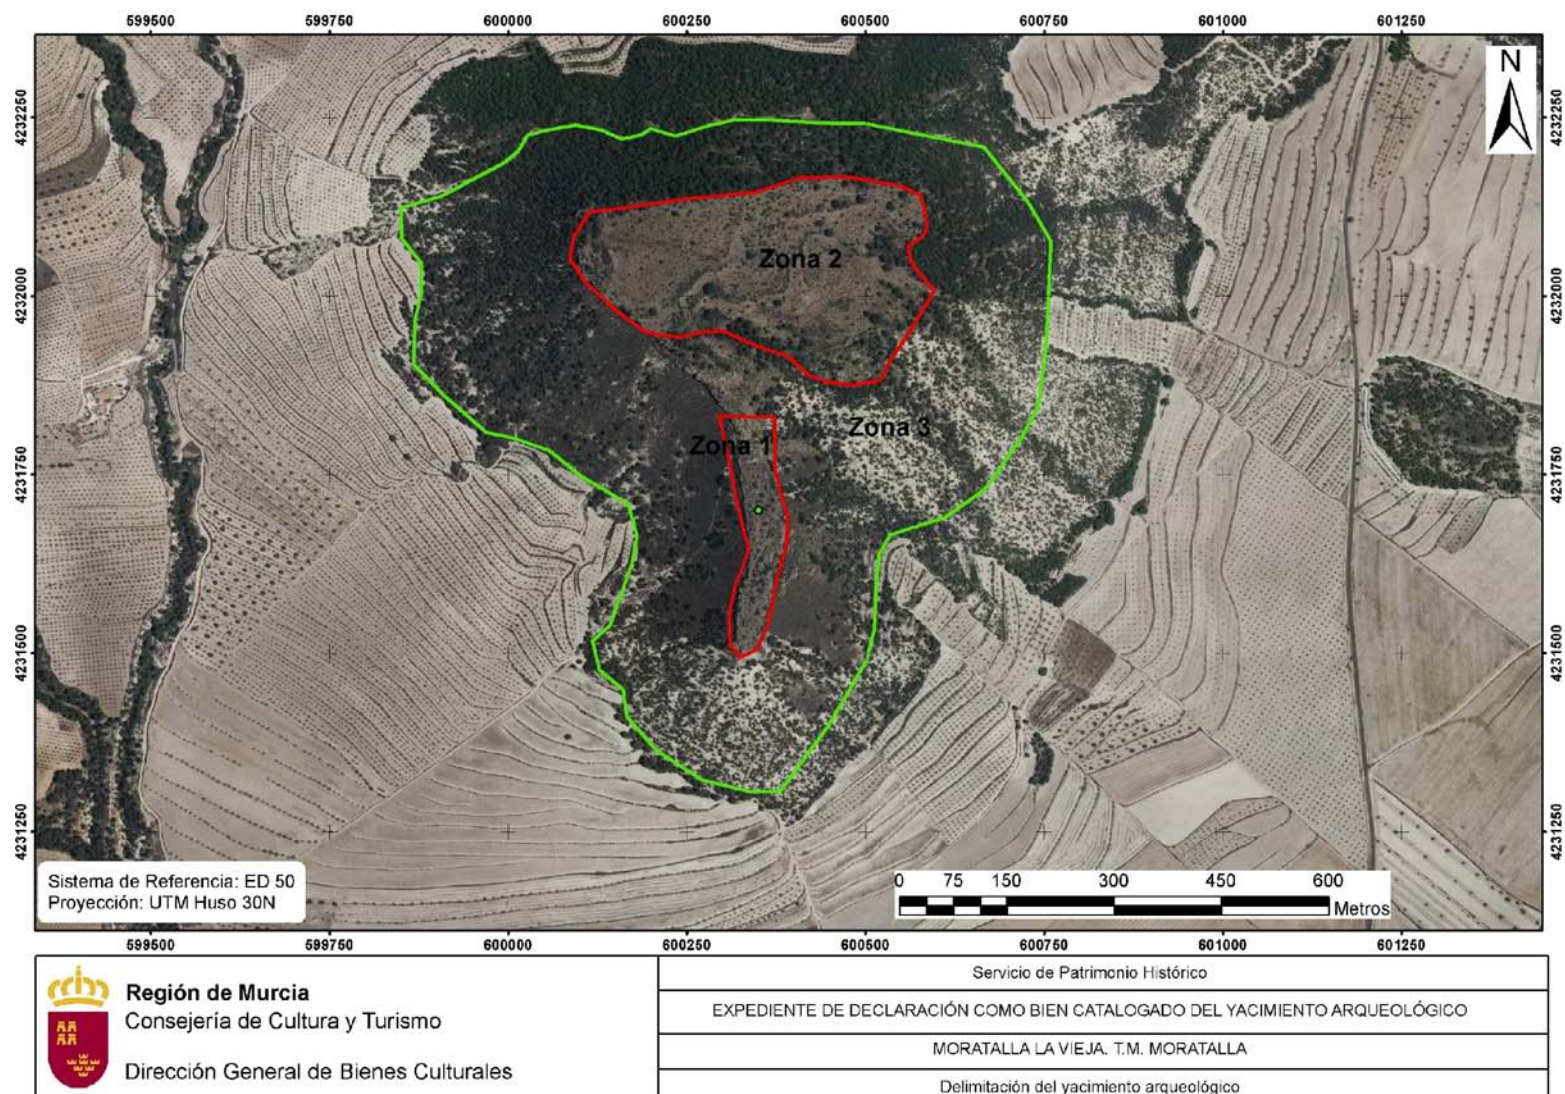 599500 599750 600000 600250 600500 600750 601000 601250
N
4232250 4232250
Zona 2
4232000 4232000
Zona 3
Zona 1
4231750 4231750
4231500 4231500
4231250 4231250
Sistema de Referencia: ED 50
Proyección: UTM Huso 30N
0 75 150 300 450 600
Metros
599500 599750 600000 600250 600500 600750 601000 601250
Región de Murcia
Consejería de Cultura y Turismo
Dirección General de Bienes Culturales
Servicio de Patrimonio Histórico
EXPEDIENTE DE DECLARACIÓN COMO BIEN CATALOGADO DEL YACIMIENTO ARQUEOLÓGICO
MORATALLA LA VIEJA. T.M. MORATALLA
Delimitación del yacimiento arqueológico